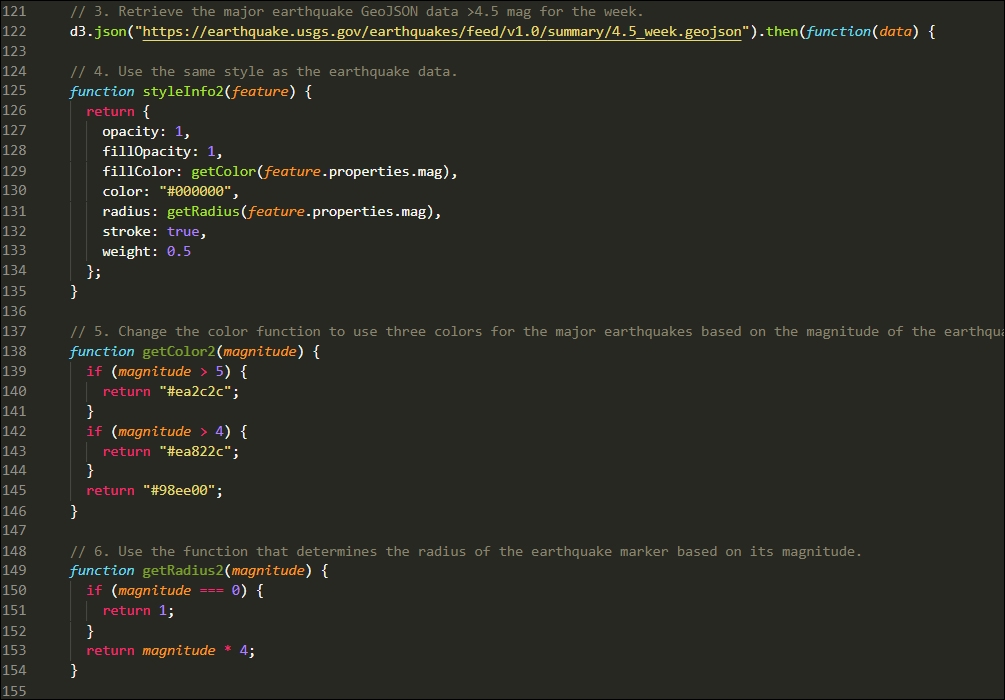 121 // 3. Retrieve the major earthquake GeoJSON data >4.5 mag for the week.
122 d3.json("https://earthquake.usgs.gov/earthquakes/feed/v1.0/summary/4.5_week.geojson").then(function(data) {
123
124 // 4. Use the same style as the earthquake data.
125 function styleInfo2(feature) {
126   return {
127     opacity: 1,
128     fillOpacity: 1,
129     fillColor: getColor(feature.properties.mag),
130     color: "#000000",
131     radius: getRadius(feature.properties.mag),
132     stroke: true,
133     weight: 0.5
134   };
135 }
136
137 // 5. Change the color function to use three colors for the major earthquakes based on the magnitude of the earthqua
138 function getColor2(magnitude) {
139   if (magnitude > 5) {
140     return "#ea2c2c";
141   }
142   if (magnitude > 4) {
143     return "#ea822c";
144   }
145   return "#98ee00";
146 }
147
148 // 6. Use the function that determines the radius of the earthquake marker based on its magnitude.
149 function getRadius2(magnitude) {
150   if (magnitude === 0) {
151     return 1;
152   }
153   return magnitude * 4;
154 }
155